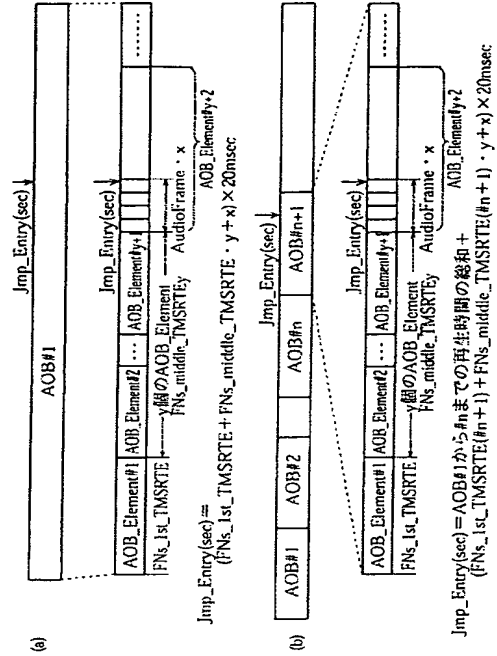 (a)
Jmp_Entry(sec)
AOB#1
Jmp_Entry(sec)
AOB_Element#1 AOB_Element#2 … AOB_Element#y+1 ……
FNs_1st_TMSRTE y個のAOB_Element AudioFrame・x
FNs_middle_TMSRTEy
AOB_Element#y+2
Jmp_Entry(sec)=
(FNs_1st_TMSRTE+FNs_middle_TMSRTE・y+x)×20msec
(b)
Jmp_Entry(sec)
AOB#1 AOB#2 AOB#n AOB#n+1
Jmp_Entry(sec)
AOB_Element#1 AOB_Element#2 … AOB_Element#y+1 ……
FNs_1st_TMSRTE y個のAOB_Element AudioFrame・x
FNs_middle_TMSRTEy
AOB_Element#y+2
Jmp_Entry(sec)=AOB#1から#nまでの再生時間の総和+
(FNs_1st_TMSRTE(#n+1)+FNs_middle_TMSRTE(#n+1)・y+x)×20msec